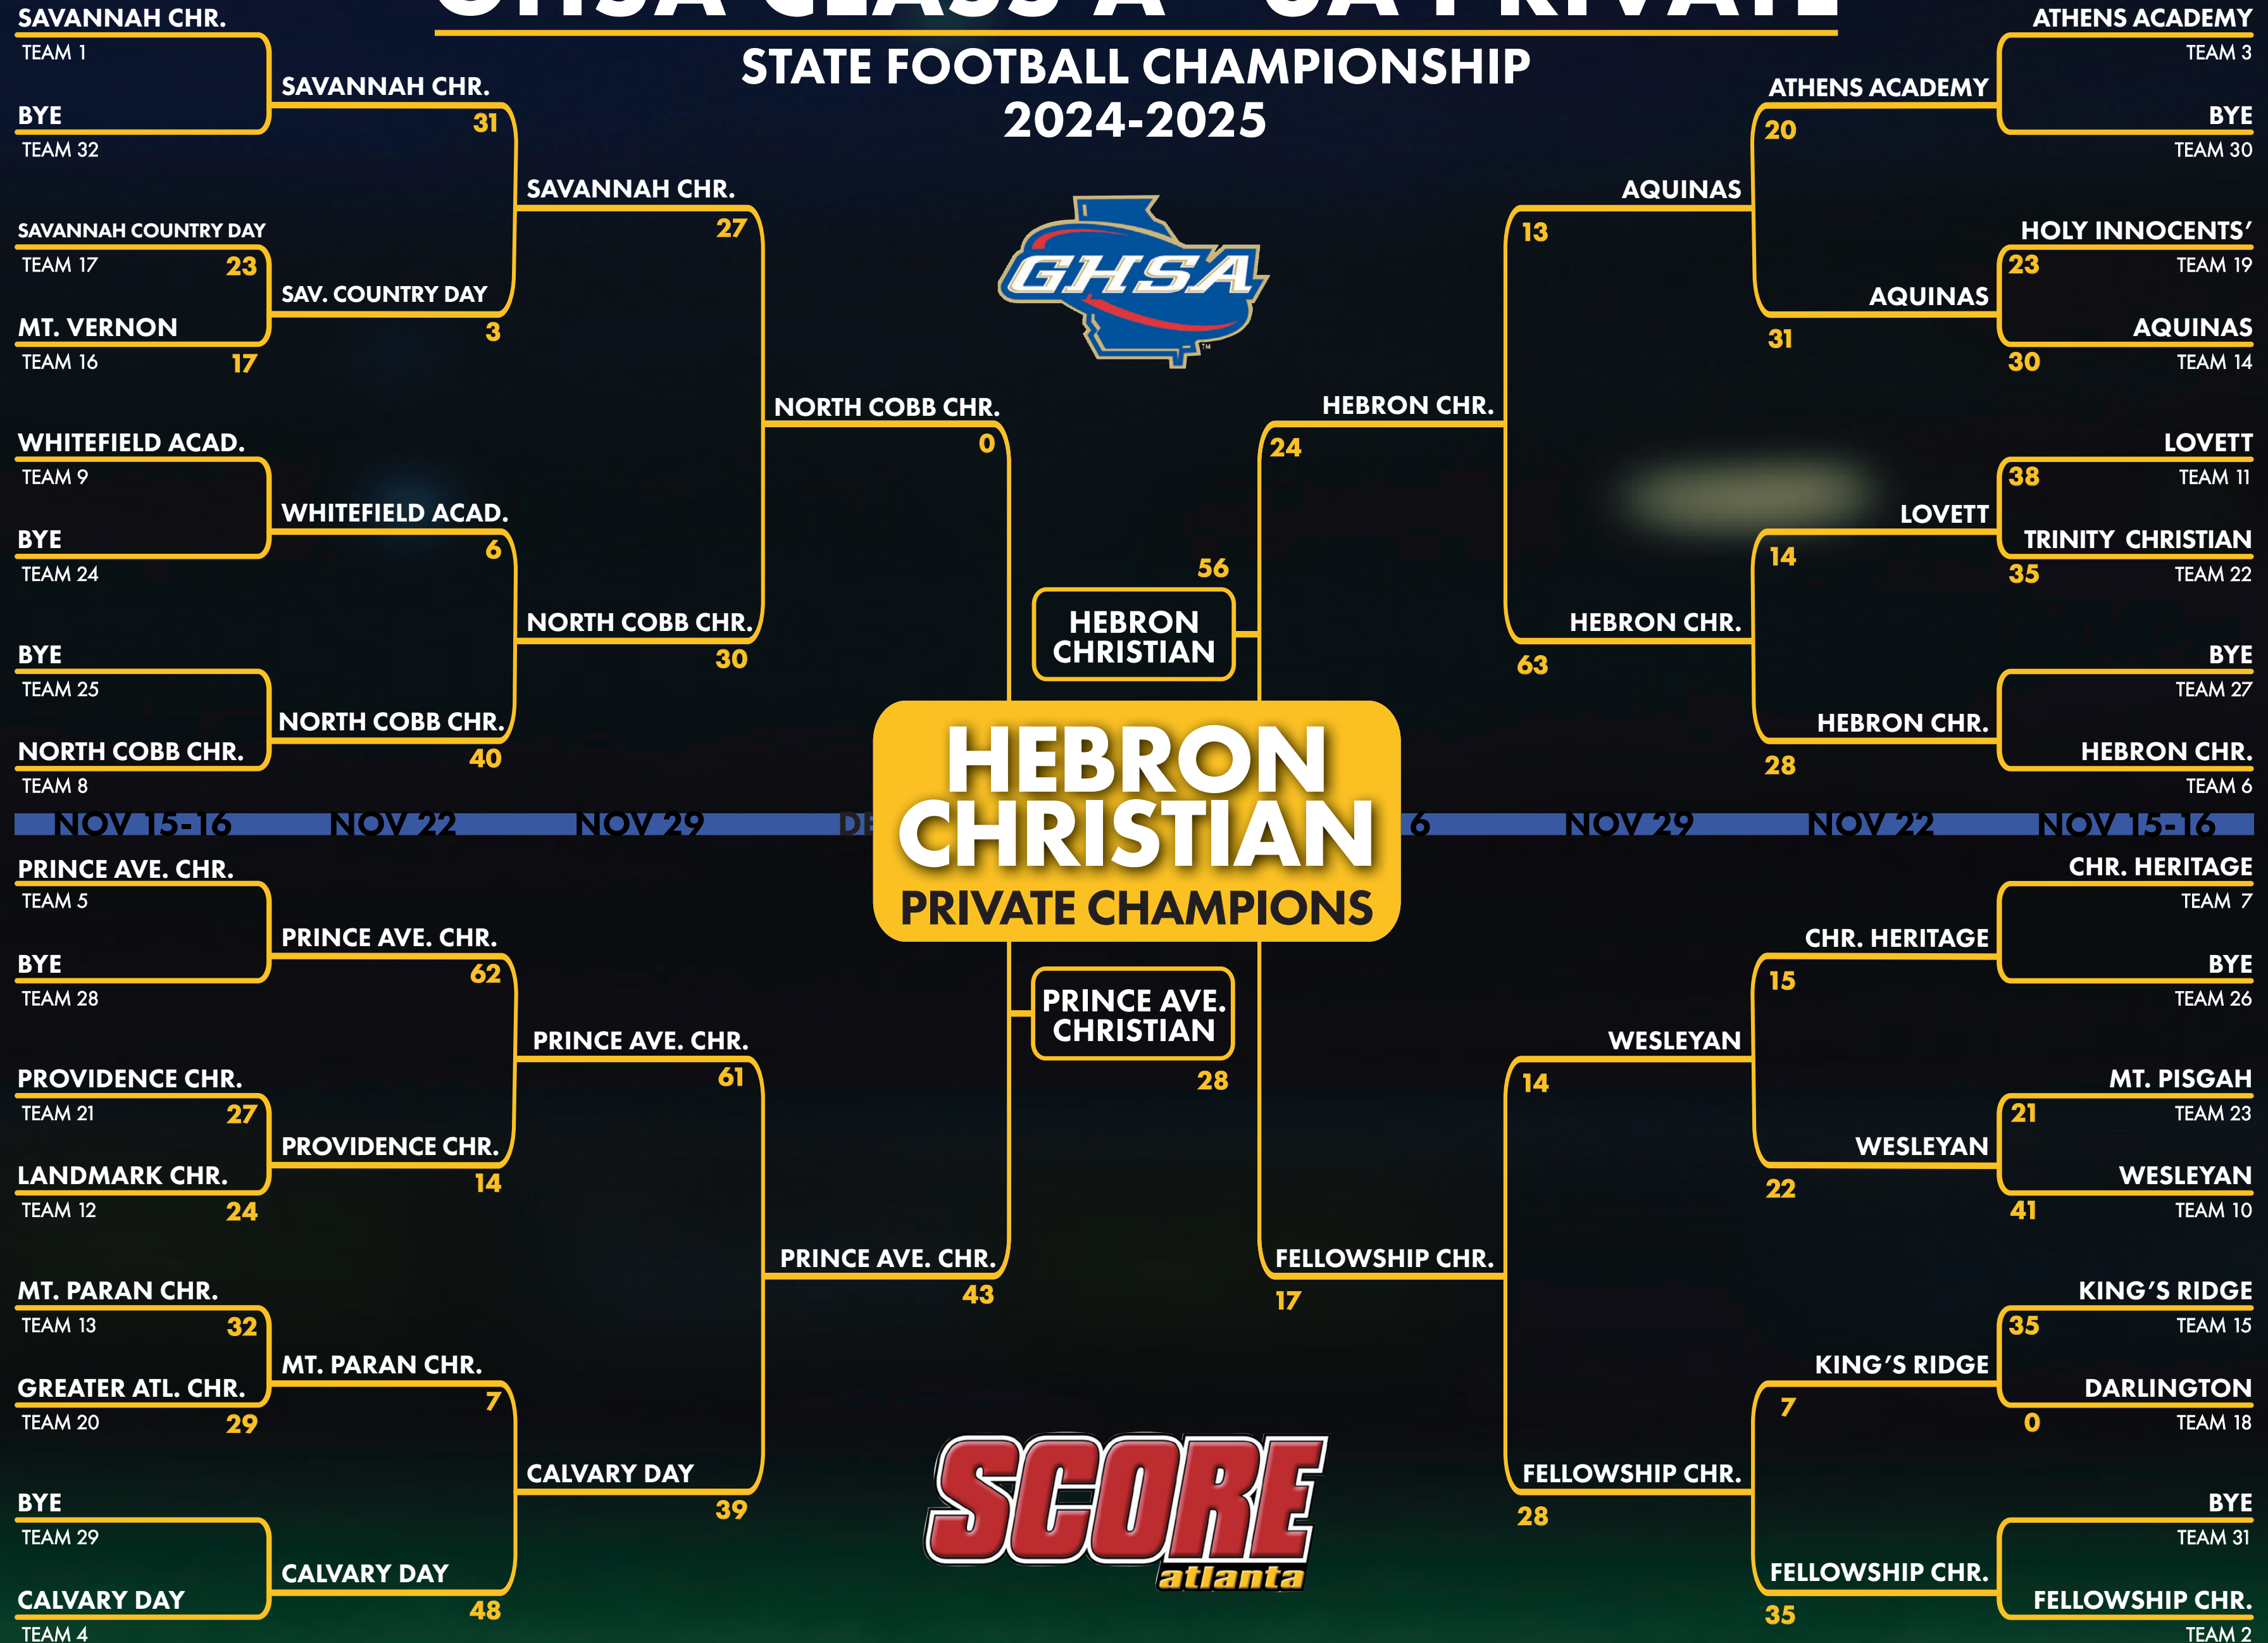 GHSA CLASS A - 3A PRIVATE
STATE FOOTBALL CHAMPIONSHIP
2024-2025
GHSA
TM
SAVANNAH CHR.
TEAM 1
BYE
TEAM 32
SAVANNAH COUNTRY DAY
TEAM 17
23
MT. VERNON
TEAM 16
17
WHITEFIELD ACAD.
TEAM 9
BYE
TEAM 24
BYE
TEAM 25
NORTH COBB CHR.
TEAM 8
SAVANNAH CHR.
31
SAV. COUNTRY DAY
3
WHITEFIELD ACAD.
6
NORTH COBB CHR.
40
SAVANNAH CHR.
27
NORTH COBB CHR.
30
NORTH COBB CHR.
0
56
HEBRON
CHRISTIAN
HEBRON CHR.
24
AQUINAS
13
HEBRON CHR.
63
ATHENS ACADEMY
20
AQUINAS
31
LOVETT
14
HEBRON CHR.
28
ATHENS ACADEMY
TEAM 3
BYE
TEAM 30
HOLY INNOCENTS'
23
TEAM 19
AQUINAS
30
TEAM 14
LOVETT
38
TEAM 11
TRINITY CHRISTIAN
35
TEAM 22
BYE
TEAM 27
HEBRON CHR.
TEAM 6
NOV 15-16
NOV 22
NOV 29
6
NOV 29
NOV 22
NOV 15-16
HEBRON
CHRISTIAN
PRIVATE CHAMPIONS
PRINCE AVE. CHR.
TEAM 5
BYE
TEAM 28
PROVIDENCE CHR.
TEAM 21
27
LANDMARK CHR.
TEAM 12
24
MT. PARAN CHR.
TEAM 13
32
GREATER ATL. CHR.
TEAM 20
29
BYE
TEAM 29
CALVARY DAY
TEAM 4
PRINCE AVE. CHR.
62
PROVIDENCE CHR.
14
MT. PARAN CHR.
7
CALVARY DAY
48
PRINCE AVE. CHR.
61
CALVARY DAY
39
PRINCE AVE. CHR.
43
PRINCE AVE.
CHRISTIAN
28
FELLOWSHIP CHR.
17
WESLEYAN
14
FELLOWSHIP CHR.
28
CHR. HERITAGE
15
WESLEYAN
22
KING'S RIDGE
7
FELLOWSHIP CHR.
35
CHR. HERITAGE
TEAM 7
BYE
TEAM 26
MT. PISGAH
21
TEAM 23
WESLEYAN
41
TEAM 10
KING'S RIDGE
35
TEAM 15
DARLINGTON
0
TEAM 18
BYE
TEAM 31
FELLOWSHIP CHR.
TEAM 2
SCORE
atlanta